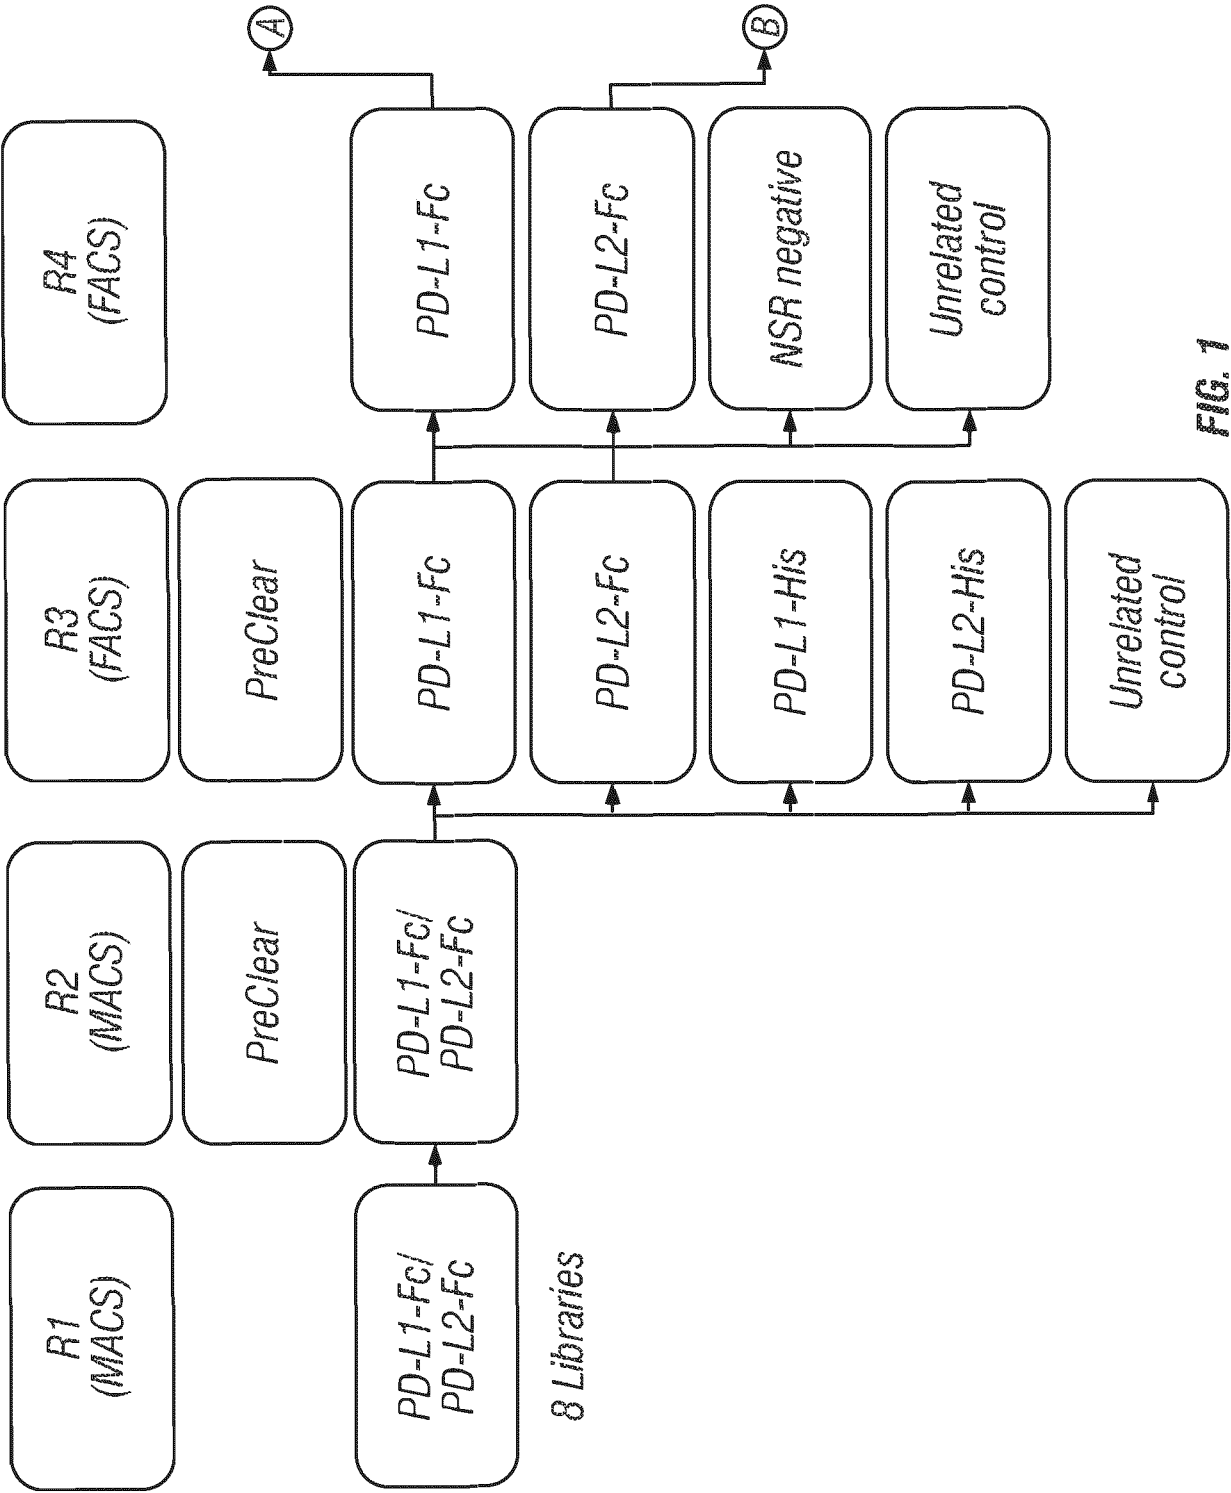 R1
(MACS)
R2
(MACS)
R3
(FACS)
R4
(FACS)
PreClear
PreClear
PD-L1-Fc/
PD-L2-Fc
PD-L1-Fc/
PD-L2-Fc
PD-L1-Fc
PD-L1-Fc
A
8 Libraries
PD-L2-Fc
PD-L2-Fc
B
PD-L1-His
NSR negative
PD-L2-His
Unrelated
control
Unrelated
control
FIG. 1